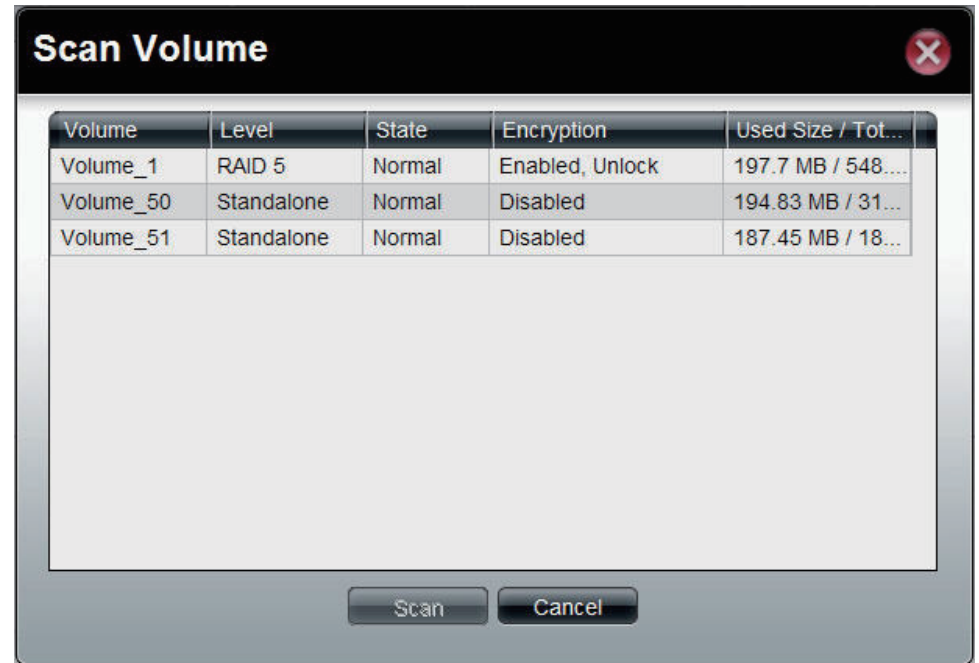 Scan Volume
Volume Level State Encryption Used Size / Tot...
Volume_1 RAID 5 Normal Enabled, Unlock 197.7 MB / 548....
Volume_50 Standalone Normal Disabled 194.83 MB / 31...
Volume_51 Standalone Normal Disabled 187.45 MB / 18...
Scan Cancel